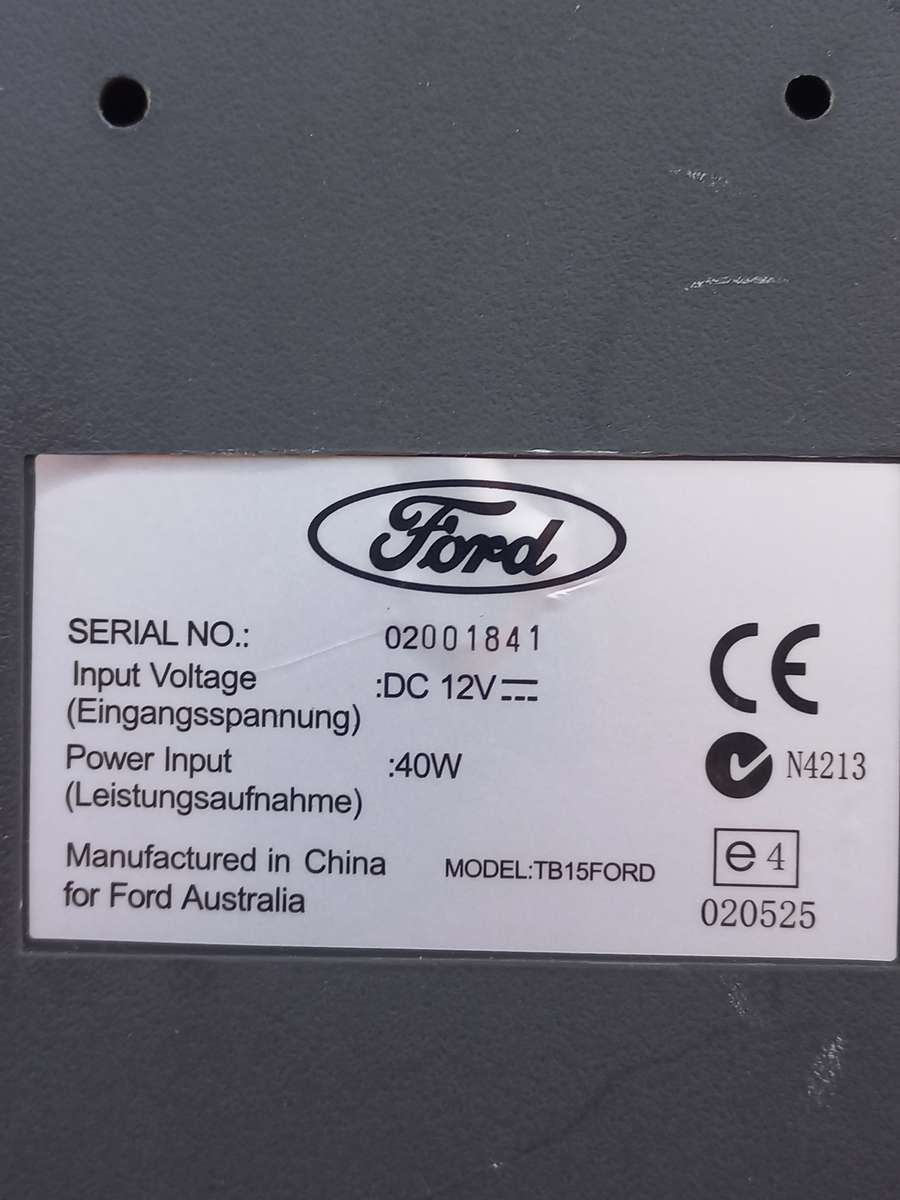 Ford
SERIAL NO.: 02001841
Input Voltage :DC 12V
(Eingangsspannung)
Power Input :40W
(Leistungsaufnahme)
Manufactured in China
for Ford Australia
MODEL:TB15FORD
CE
N4213
e4
020525